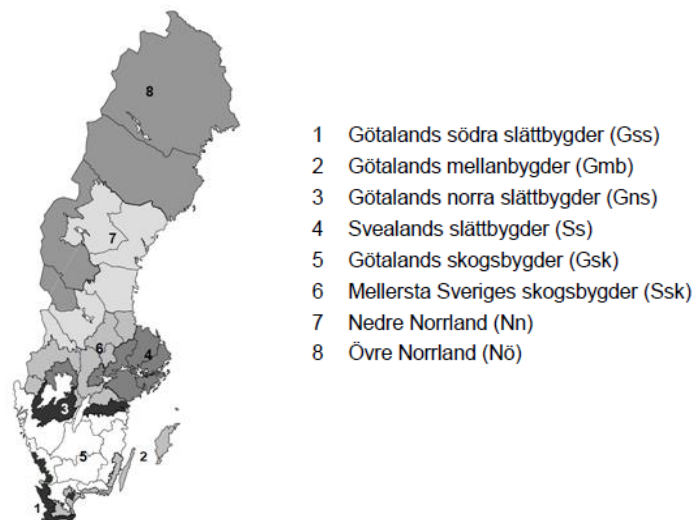 8
7
6
4
3
5
2
1
1 Götalands södra slättbygder (Gss)
2 Götalands mellanbygder (Gmb)
3 Götalands norra slättbygder (Gns)
4 Svealands slättbygder (Ss)
5 Götalands skogsbygder (Gsk)
6 Mellersta Sveriges skogsbygder (Ssk)
7 Nedre Norrland (Nn)
8 Övre Norrland (Nö)